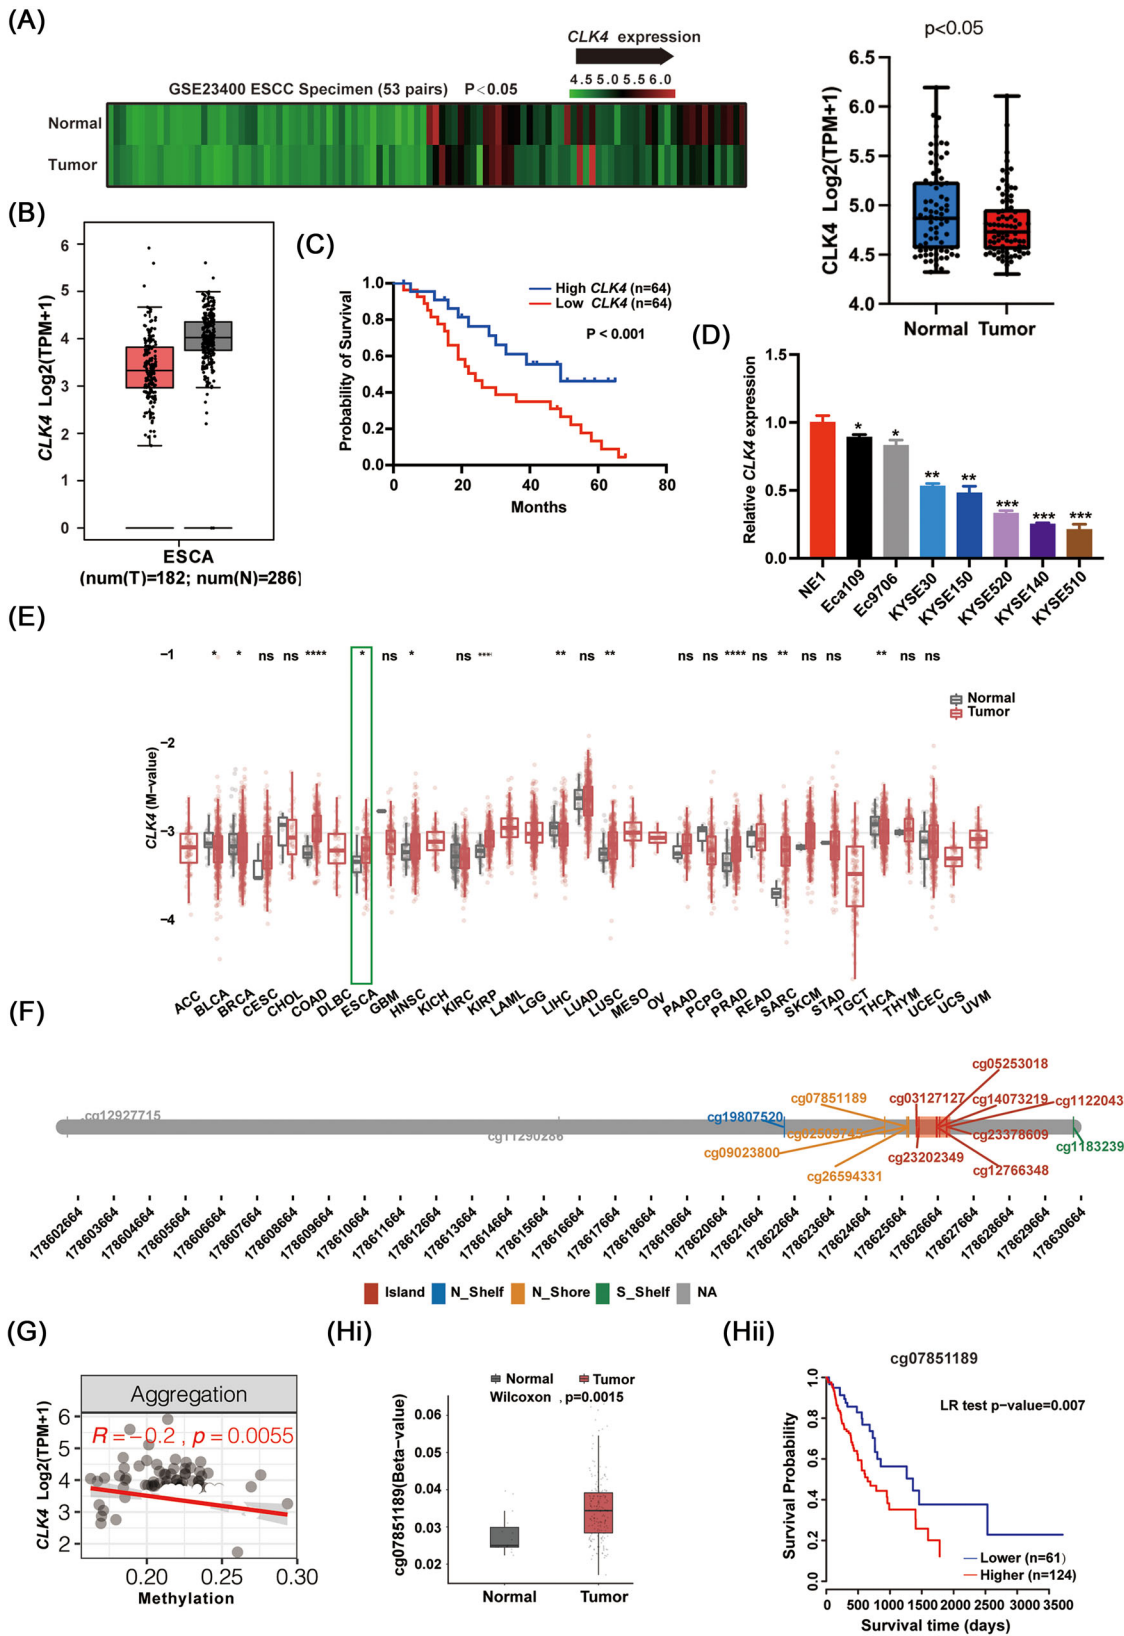 (A)
CLK4 expression
4.5 5.0 5.5 6.0
GSE23400 ESCC Specimen (53 pairs) P<0.05
Normal
Tumor
p<0.05
CLK4 Log2(TPM+1)
6.5
6.0
5.5
5.0
4.5
4.0
Normal Tumor
(B)
CLK4 Log2(TPM+1)
6
5
4
3
2
1
0
ESCA
(num(T)=182; num(N)=286)
(C)
Probability of Survival
1.0
0.8
0.6
0.4
0.2
0.0
High CLK4 (n=64)
Low CLK4 (n=64)
P < 0.001
0 20 40 60 80
Months
(D)
Relative CLK4 expression
1.5
1.0
0.5
0.0
* * ** ** *** *** ***
NE1 Eca109 Ec9706 KYSE30 KYSE150 KYSE520 KYSE140 KYSE510
(E)
CLK4 (M-value)
-1
-2
-3
-4
* * ns ns **** * ns * ns *** ** ns ** ns ns **** ns ** ns ns ** ns ns
Normal
Tumor
ACC BLCA BRCA CESC CHOL COAD DLBC ESCA GBM HNSC KICH KIRC KIRP LAML LGG LIHC LUAD LUSC MESO OV PAAD PCPG PRAD READ SARC SKCM STAD TGCT THCA THYM UCEC UCS UVM
(F)
cg05253018
cg07851189 cg03127127 cg14073219 cg1122043
cg12927715 cg19807520
cg11290286 cg23378609
cg09023800 cg23202349 cg1183239
cg26594331 cg12766348
178602664 178603664 178604664 178605664 178606664 178607664 178608664 178609664 178610664 178611664 178612664 178613664 178614664 178615664 178616664 178617664 178618664 178619664 178620664 178621664 178622664 178623664 178624664 178625664 178626664 178627664 178628664 178629664 178630664
Island N_Shelf N_Shore S_Shelf NA
(G)
Aggregation
R = −0.2 , p = 0.0055
CLK4 Log2(TPM+1)
6
5
4
3
2
0.20 0.25 0.30
Methylation
(Hi)
Normal Tumor
Wilcoxon , p=0.0015
cg07851189(Beta-value)
0.06
0.05
0.04
0.03
0.02
Normal Tumor
(Hii)
cg07851189
LR test p-value=0.007
Survival Probability
1.0
0.8
0.6
0.4
0.2
0.0
Lower (n=61)
Higher (n=124)
0 500 1000 1500 2000 2500 3000 3500
Survival time (days)